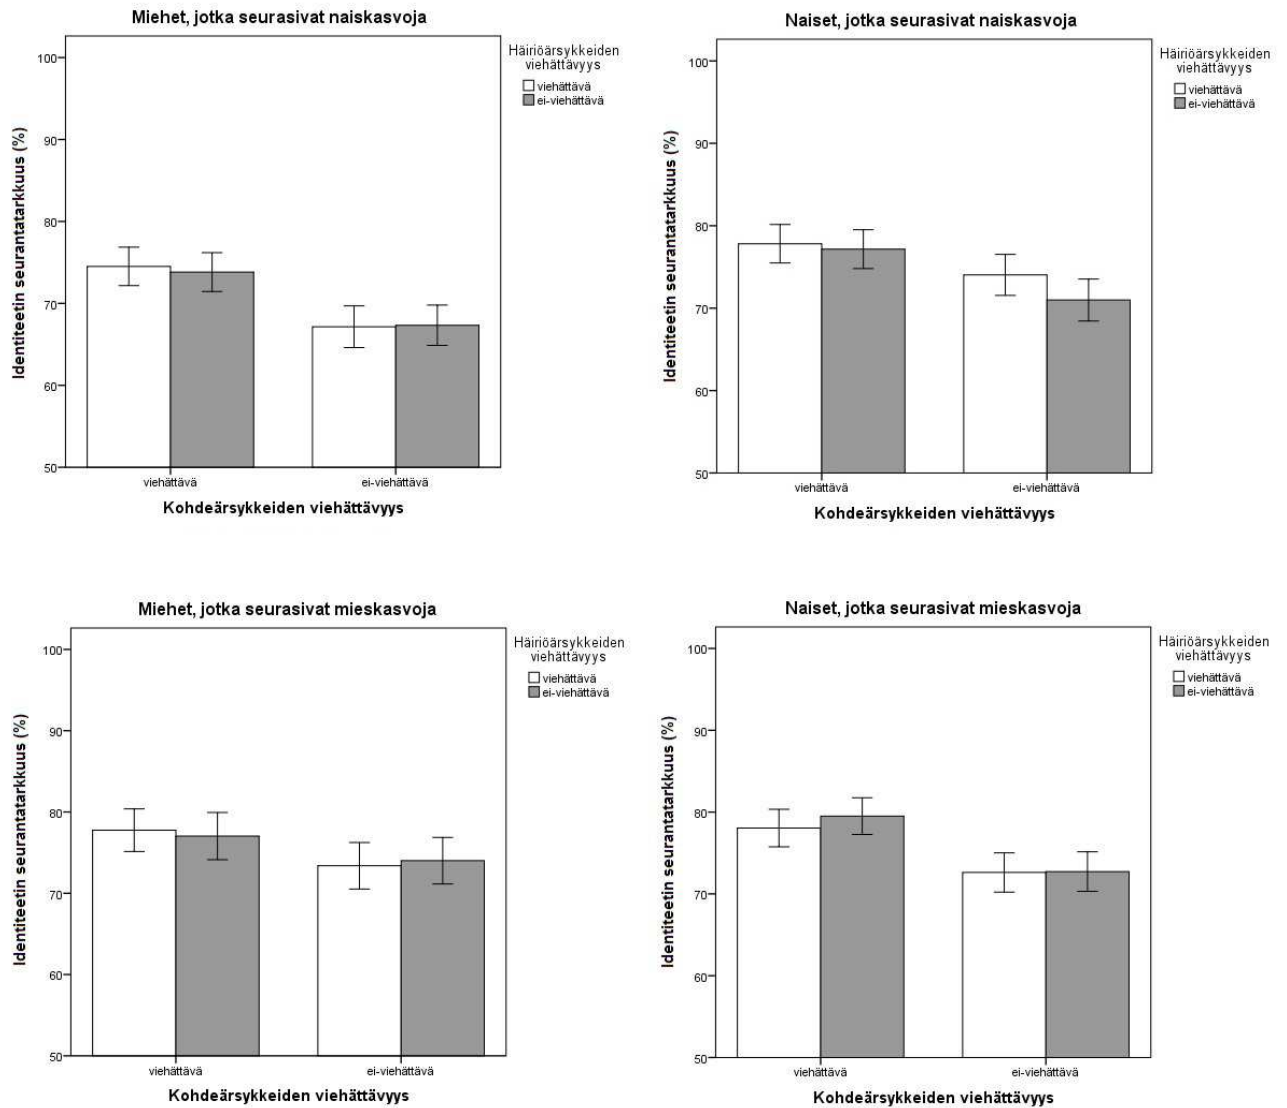 Miehet, jotka seurasivat naiskasvoja
Häiriöärsykkeiden
viehättävyys
viehättävä
ei-viehättävä
Identiteetin seurantatarkkuus (%)
100
90
80
70
60
50
viehättävä
ei-viehättävä
Kohdeärsykkeiden viehättävyys
Naiset, jotka seurasivat naiskasvoja
Häiriöärsykkeiden
viehättävyys
viehättävä
ei-viehättävä
Identiteetin seurantatarkkuus (%)
100
90
80
70
60
50
viehättävä
ei-viehättävä
Kohdeärsykkeiden viehättävyys
Miehet, jotka seurasivat mieskasvoja
Häiriöärsykkeiden
viehättävyys
viehättävä
ei-viehättävä
Identiteetin seurantatarkkuus (%)
100
90
80
70
60
50
viehättävä
ei-viehättävä
Kohdeärsykkeiden viehättävyys
Naiset, jotka seurasivat mieskasvoja
Häiriöärsykkeiden
viehättävyys
viehättävä
ei-viehättävä
Identiteetin seurantatarkkuus (%)
100
90
80
70
60
50
viehättävä
ei-viehättävä
Kohdeärsykkeiden viehättävyys